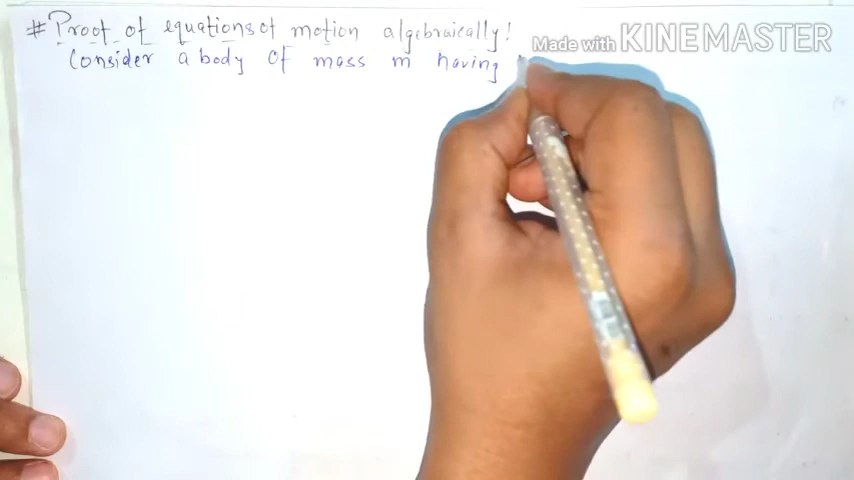 # Proof of equations of motion algebraically!
Made with KINEMASTER
Consider a body of mass m having